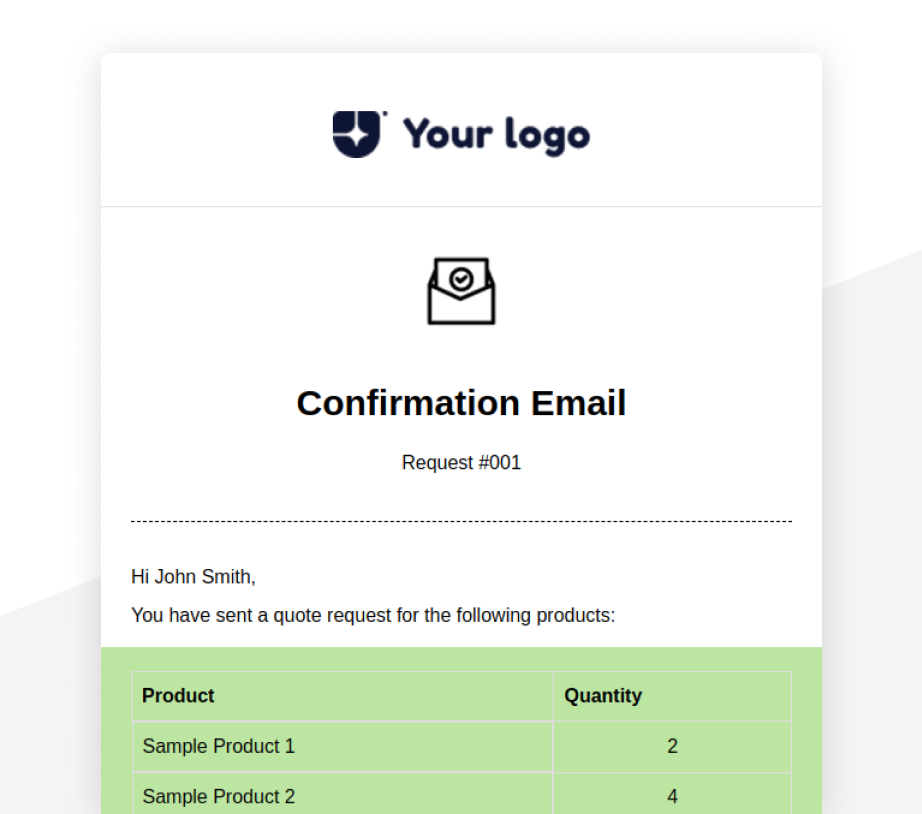 Your logo
Confirmation Email
Request #001
Hi John Smith,
You have sent a quote request for the following products:
Product Quantity
Sample Product 1 2
Sample Product 2 4